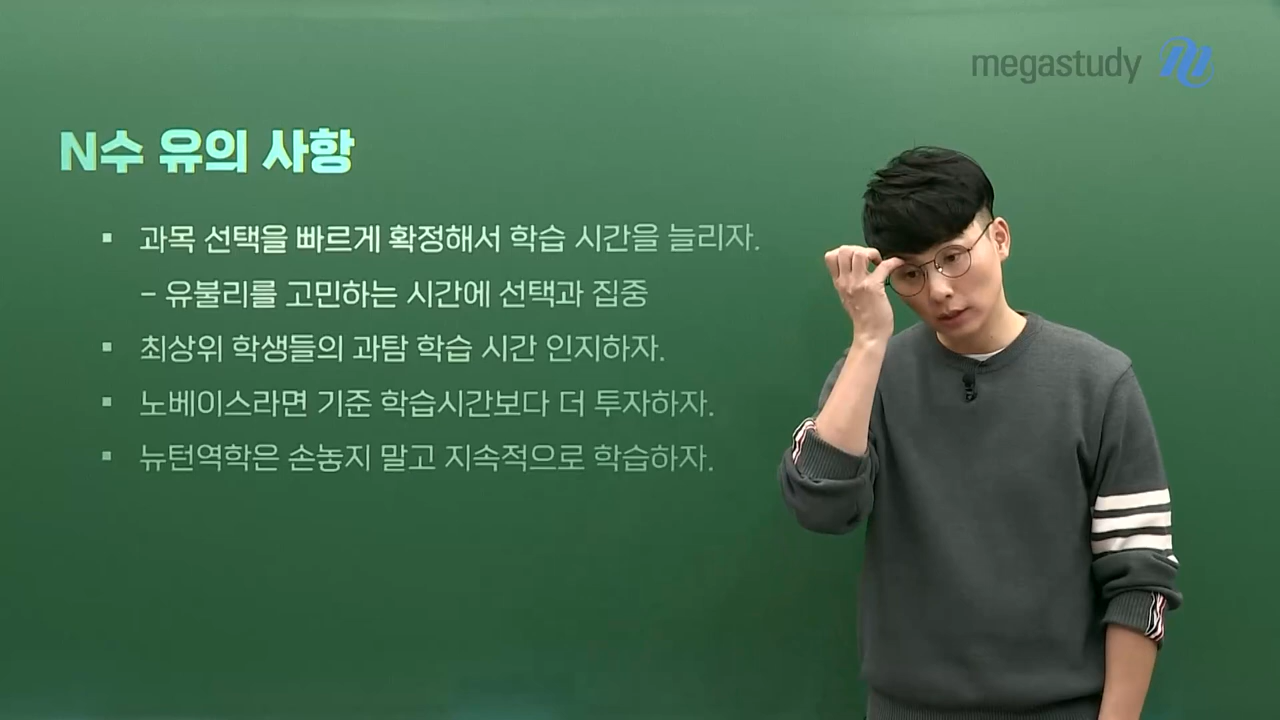 megastudy
N수 유의 사항
▪ 과목 선택을 빠르게 확정해서 학습 시간을 늘리자.
– 유불리를 고민하는 시간에 선택과 집중
▪ 최상위 학생들의 과탐 학습 시간 인지하자.
▪ 노베이스라면 기준 학습시간보다 더 투자하자.
▪ 뉴턴역학은 손놓지 말고 지속적으로 학습하자.